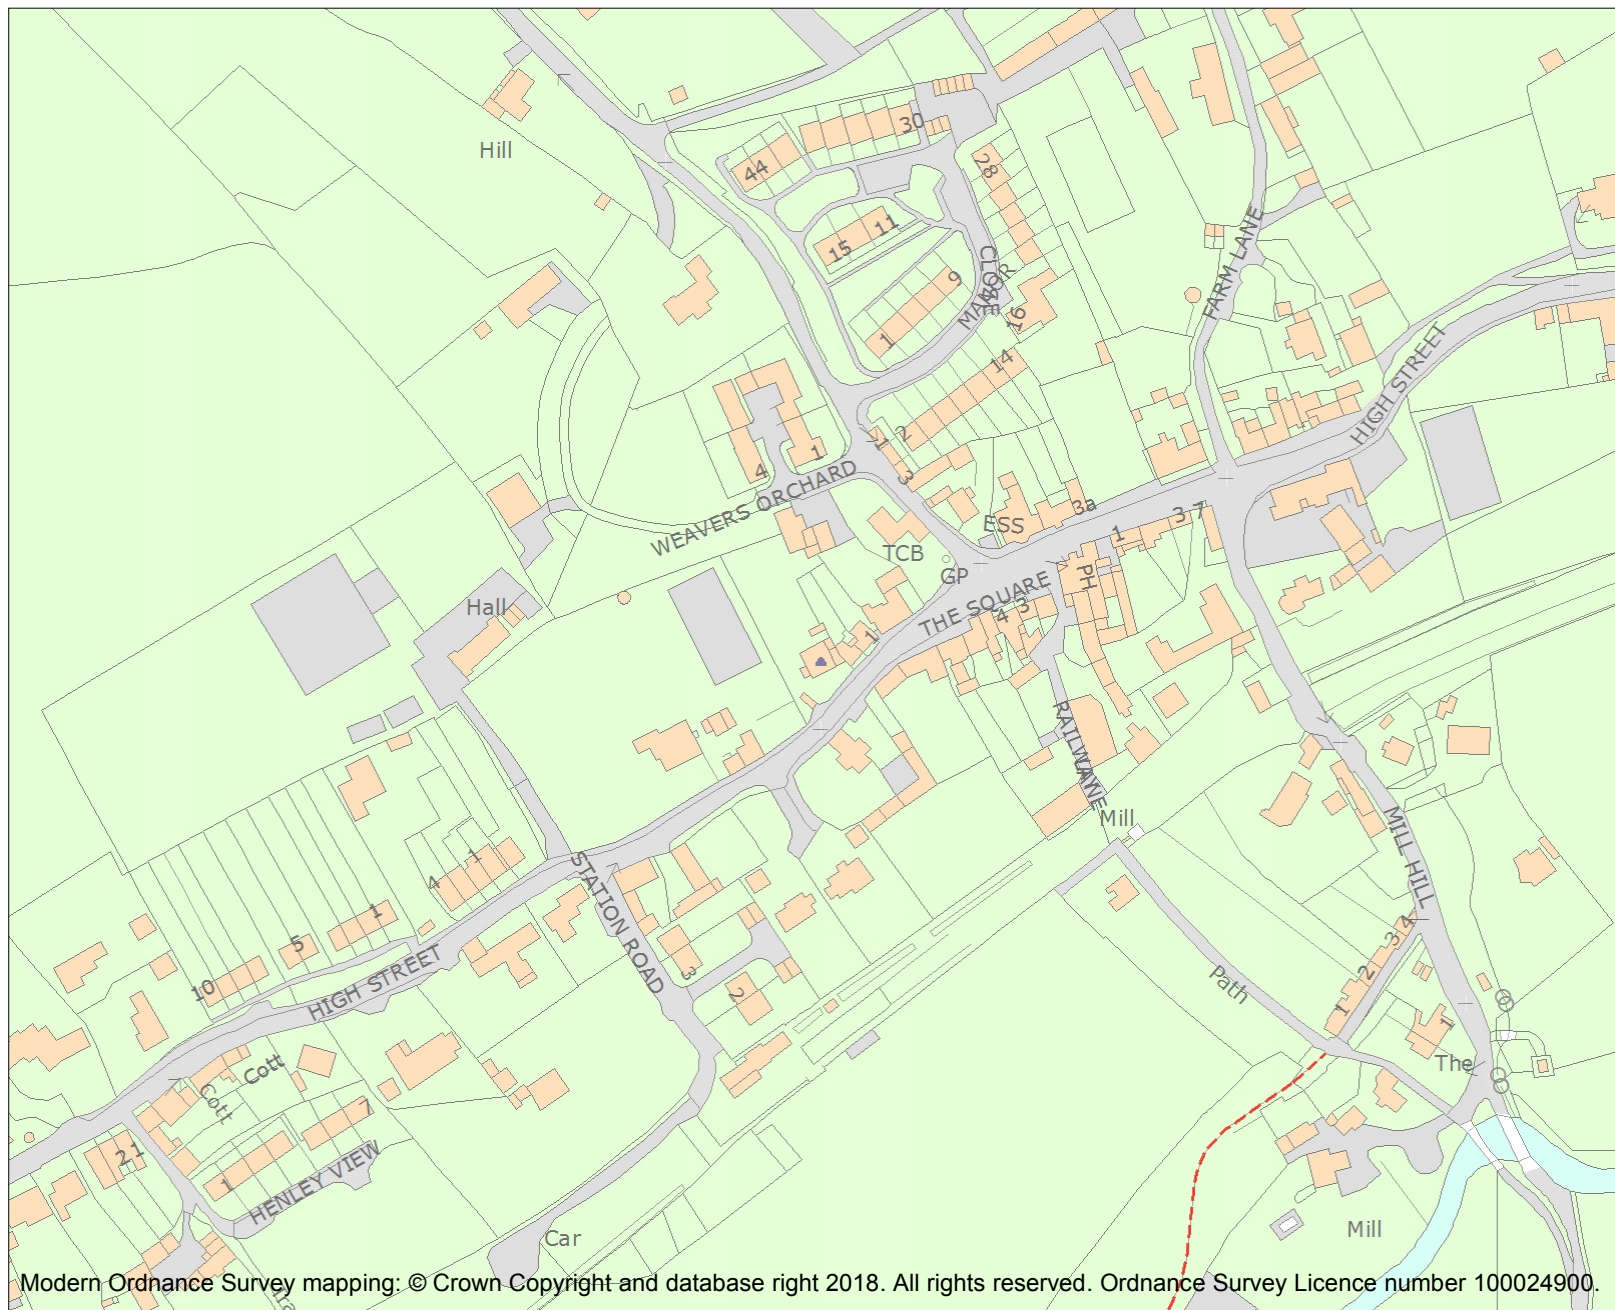 Hill
44
30
28
15 11
9
1
MANOR
CLOSE
16
14
FARM LANE
HIGH STREET
4
1
1
2
3
WEAVERS ORCHARD
3a
ESS
1
3 7
TCB
GP
PH
THE SQUARE
4 3
Hall
1
RAILWAY
LANE
Mill
MILL HILL
4
1
STATION ROAD
1
5
10
HIGH STREET
3
2
Path
4
3
2
1
1
The
Cott
Cott
7
21
1
HENLEY VIEW
Car
Mill
Modern Ordnance Survey mapping: © Crown Copyright and database right 2018. All rights reserved. Ordnance Survey Licence number 100024900.